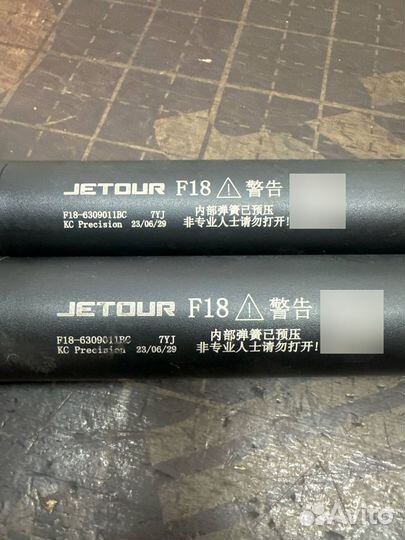 JETOUR F18 ⚠ 警告
F18-6309011BC 7YJ 内部弹簧已预压
KC Precision 23/06/29 非专业人士请勿打开!
JETOUR F18 ⚠ 警告
F18-6309011BC 7YJ 内部弹簧已预压
KC Precision 23/06/29 非专业人士请勿打开!
Avito